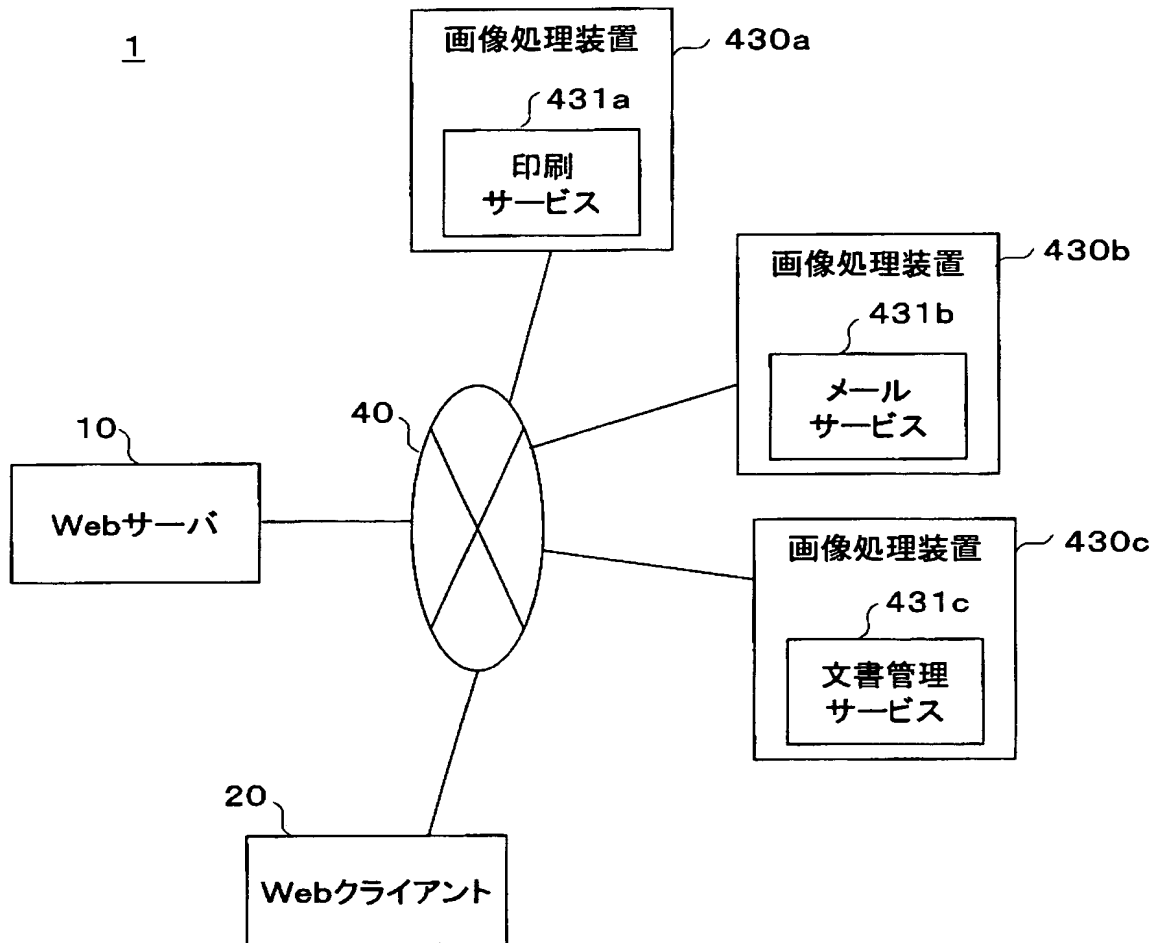 1
画像処理装置
430a
431a
印刷
サービス
画像処理装置
430b
431b
メール
サービス
40
10
Webサーバ
画像処理装置
430c
431c
文書管理
サービス
20
Webクライアント